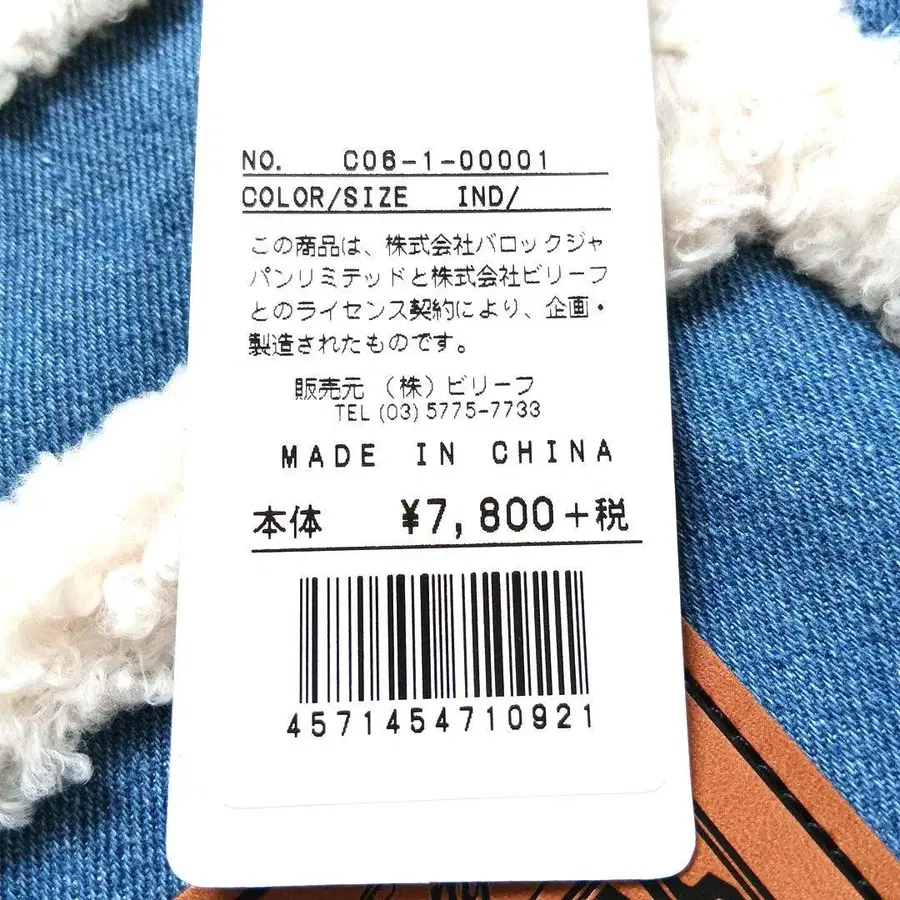 NO. C06-1-00001
COLOR/SIZE IND/
この商品は、株式会社バロックジャ
パンリミテッドと株式会社ビリーフ
とのライセンス契約により、企画・
製造されたものです。
販売元 （株）ビリーフ
TEL (03) 5775-7733
MADE IN CHINA
本体 ¥7,800+税
4571454710921